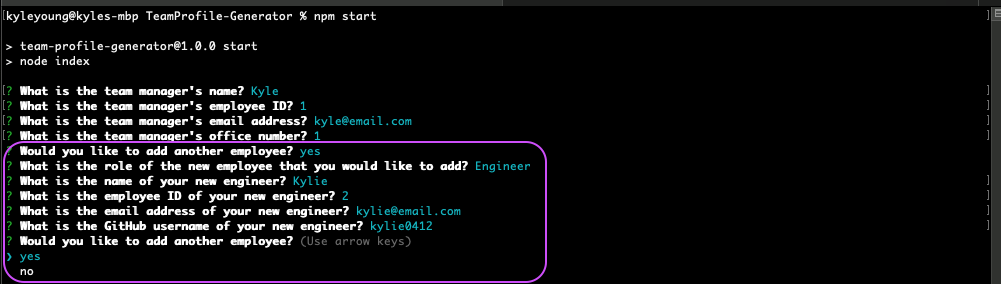 [kyleyoung@kyles-mbp TeamProfile-Generator % npm start ]
> team-profile-generator@1.0.0 start
> node index
[? What is the team manager's name? Kyle ]
[? What is the team manager's employee ID? 1 ]
[? What is the team manager's email address? kyle@email.com ]
[? What is the team manager's office number? 1 ]
? Would you like to add another employee? yes
? What is the role of the new employee that you would like to add? Engineer
? What is the name of your new engineer? Kylie ]
? What is the employee ID of your new engineer? 2 ]
? What is the email address of your new engineer? kylie@email.com ]
? What is the GitHub username of your new engineer? kylie0412 ]
? Would you like to add another employee? (Use arrow keys)
❯ yes
no